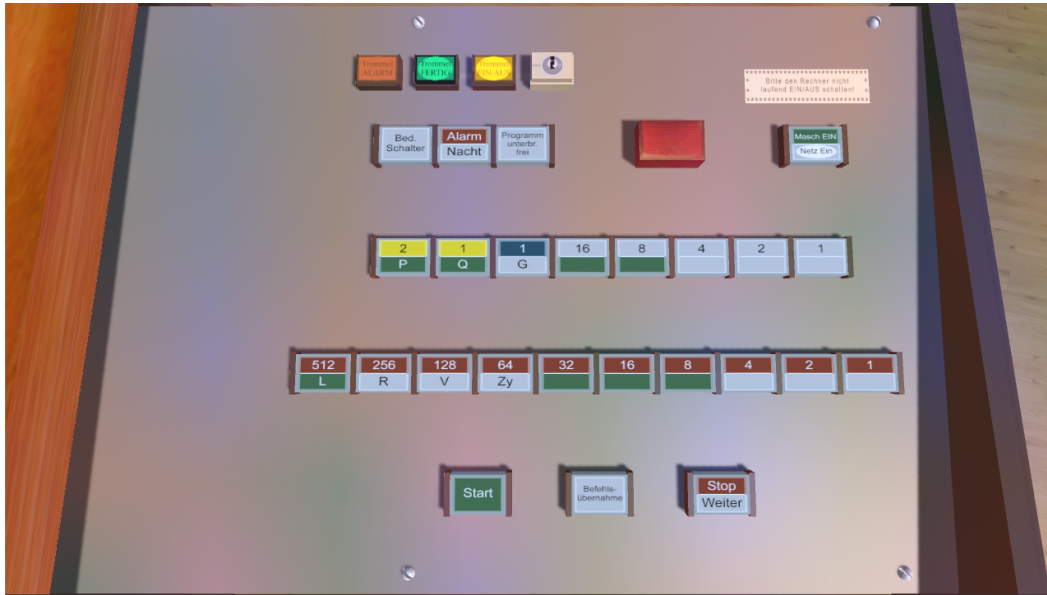 Trommel
ALARM
Trommel
FERTIG
Trommel
EIN/AUS
Bitte den Rechner nicht
laufend EIN/AUS schalten!
Bed.
Schalter
Alarm
Nacht
Programm
unterbr.
frei
Masch EIN
Netz Ein
2
P
1
Q
1
G
16
8
4
2
1
512
L
256
R
128
V
64
Zy
32
16
8
4
2
1
Start
Befehls-
übernahme
Stop
Weiter